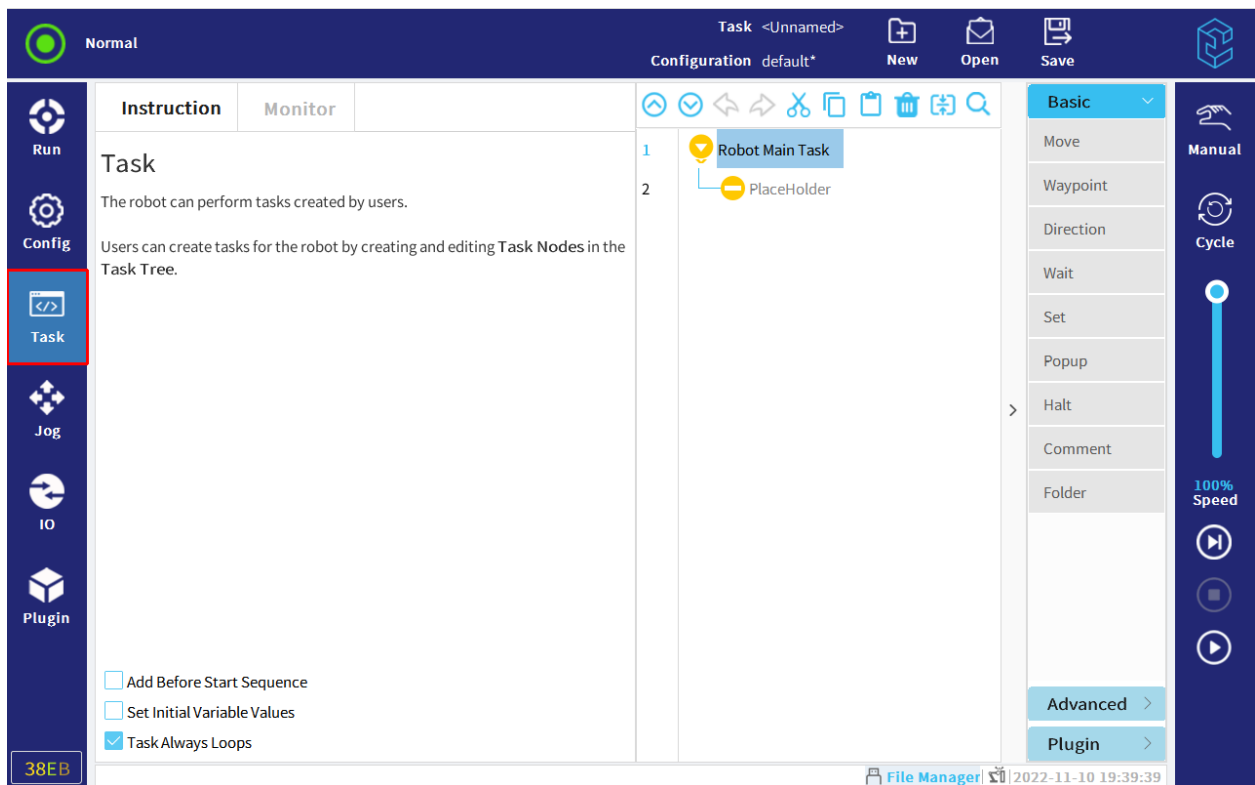 Normal
Task <Unnamed>
Configuration default*
New
Open
Save
Run
Config
Task
Jog
IO
Plugin
38EB
Instruction
Monitor
Task
The robot can perform tasks created by users.
Users can create tasks for the robot by creating and editing Task Nodes in the
Task Tree.
Add Before Start Sequence
Set Initial Variable Values
Task Always Loops
1 Robot Main Task
2 PlaceHolder
Basic
Move
Waypoint
Direction
Wait
Set
Popup
Halt
Comment
Folder
Advanced
Plugin
Manual
Cycle
100%
Speed
File Manager
2022-11-10 19:39:39